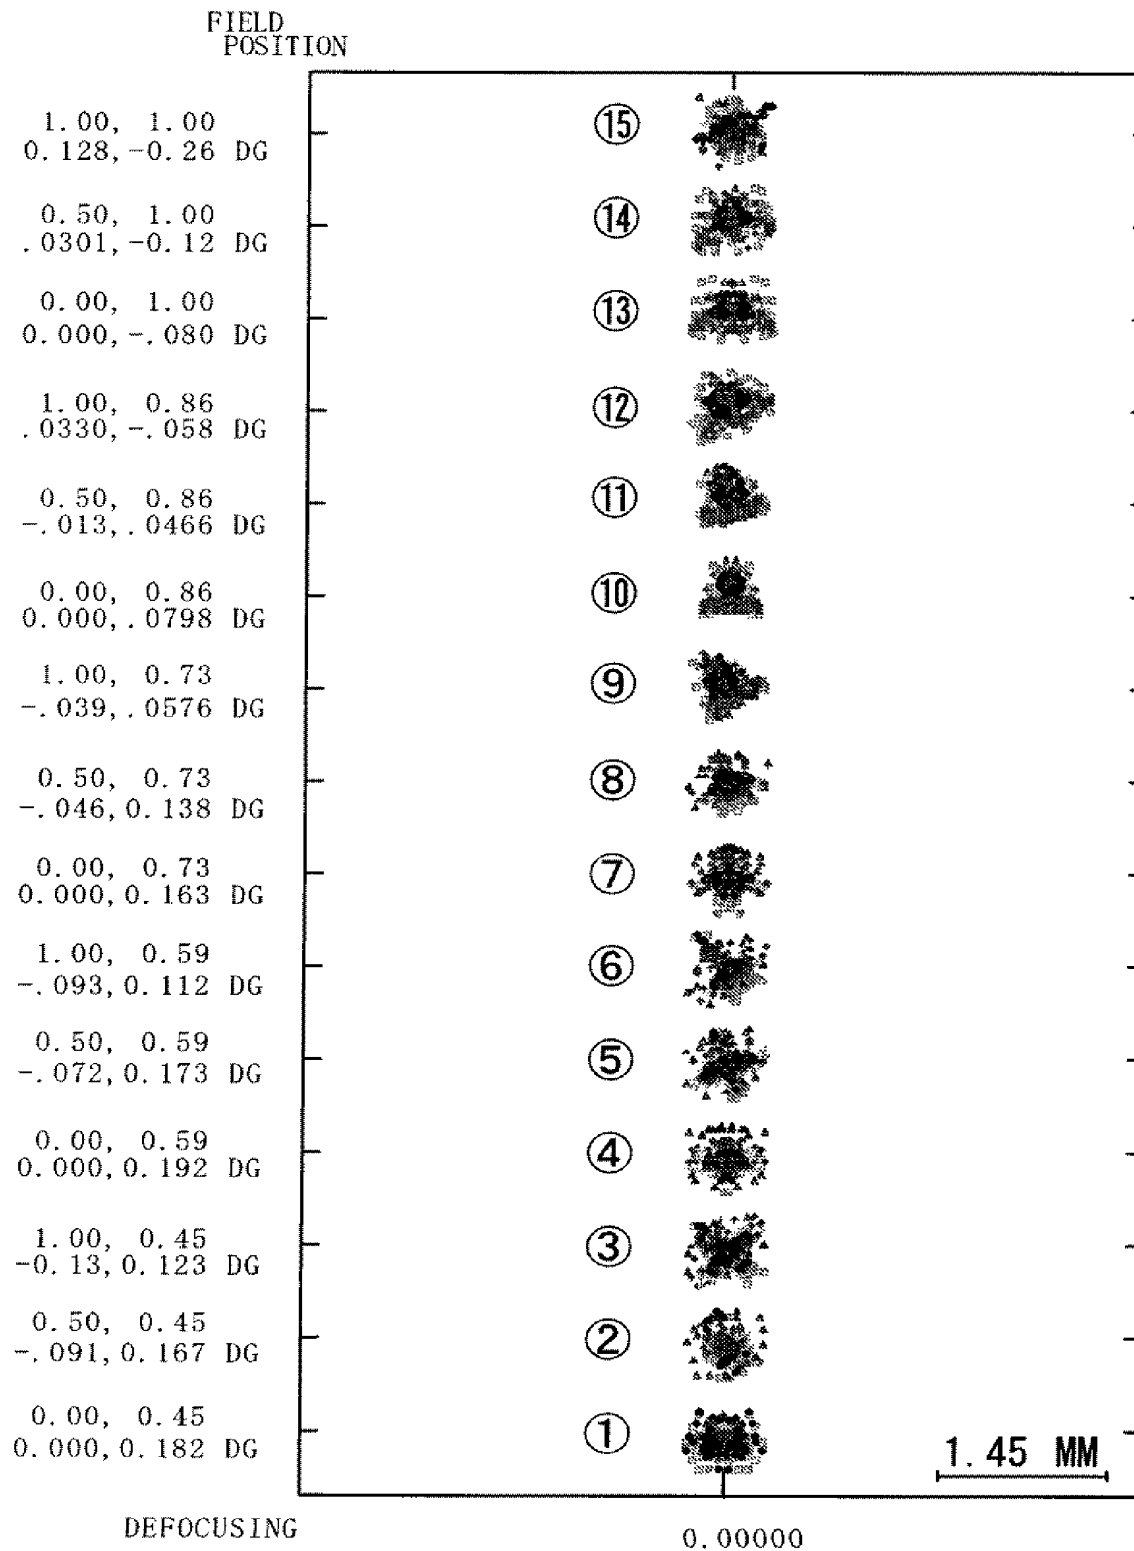 FIELD
POSITION
1.00, 1.00
0.128,-0.26 DG
⑮
0.50, 1.00
.0301,-0.12 DG
⑭
0.00, 1.00
0.000,-.080 DG
⑬
1.00, 0.86
.0330,-.058 DG
⑫
0.50, 0.86
-.013,.0466 DG
⑪
0.00, 0.86
0.000,.0798 DG
⑩
1.00, 0.73
-.039,.0576 DG
⑨
0.50, 0.73
-.046,0.138 DG
⑧
0.00, 0.73
0.000,0.163 DG
⑦
1.00, 0.59
-.093,0.112 DG
⑥
0.50, 0.59
-.072,0.173 DG
⑤
0.00, 0.59
0.000,0.192 DG
④
1.00, 0.45
-0.13,0.123 DG
③
0.50, 0.45
-.091,0.167 DG
②
0.00, 0.45
0.000,0.182 DG
①
1.45 MM
DEFOCUSING
0.00000